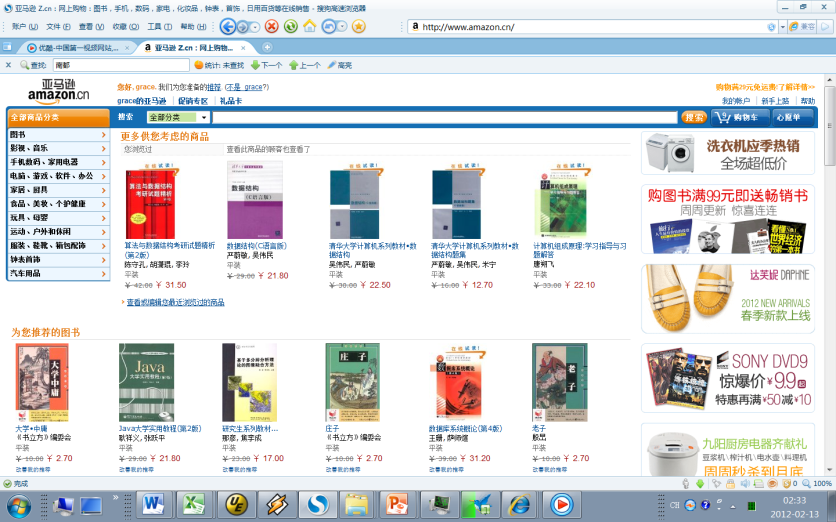 亚马逊 Z.cn：网上购物：图书，手机，数码，家电，化妆品，钟表，首饰，日用百货等在线销售 - 搜狗高速浏览器
账户(U) 文件(F) 查看(V) 收藏(O) 工具(T) 帮助(H)
http://www.amazon.cn/
优酷-中国第一视频网站,... 亚马逊 Z.cn：网上购物...
查找: 南都 统计: 未查找 下一个 上一个 高亮
亚马逊
amazon.cn
您好, grace. 我们为您准备的推荐 (不是 grace?)
购物满29元免运费!了解详情>>
grace的亚马逊 促销专区 礼品卡
我的帐户 新手上路 帮助
全部商品分类 搜索 全部分类 搜索 购物车 心愿单
图书
影视、音乐
手机数码、家用电器
电脑、游戏、软件、办公
家居、厨具
食品、美妆、个护健康
玩具、母婴
运动、户外和休闲
服装、鞋靴、箱包配饰
钟表首饰
汽车用品
更多供您考虑的商品
您浏览过 查看此商品的顾客也查看了
算法与数据结构考研试题精析(第2版)
陈守孔, 胡潇琨, 李玲
平装
￥ 42.00 ￥ 31.50
数据结构(C语言版)
严蔚敏, 吴伟民
平装
￥ 29.00 ￥ 21.80
清华大学计算机系列教材•数据结构
吴伟民, 严蔚敏
平装
￥ 30.00 ￥ 22.50
清华大学计算机系列教材•数据结构题集
严蔚敏, 吴伟民, 米宁
平装
￥ 16.00 ￥ 12.70
计算机组成原理:学习指导与习题解答
唐朔飞
平装
￥ 33.00 ￥ 22.10
查看或编辑您最近浏览过的商品
为您推荐的图书
大学•中庸
《书立方》编委会
平装
￥ 10.00 ￥ 2.70
改善我的推荐
Java大学实用教程(第2版)
耿祥义, 张跃平
平装
￥ 29.00 ￥ 21.80
改善我的推荐
研究生系列教材...
那彦, 焦李成
平装
￥ 23.00 ￥ 17.00
改善我的推荐
庄子
《书立方》编委会
平装
￥ 10.00 ￥ 2.70
改善我的推荐
数据库系统概论(第4版)
王珊, 萨师煊
平装
￥ 39.00 ￥ 31.20
改善我的推荐
老子
平装
￥ 10.00 ￥ 2.70
改善我的推荐
洗衣机应季热销
全场超低价
购图书满99元即送畅销书
周周更新 惊喜连连
达芙妮 DAPHNE
2012 NEW ARRIVALS
春季新款上线
SONY DVD9
惊爆价￥9.9起
特惠再满￥50减￥10
九阳厨房电器齐献礼
豆浆机\榨汁机\电水壶\料理机
周周秒杀到月底
完成
0 100%
CH
02:33
2012-02-13